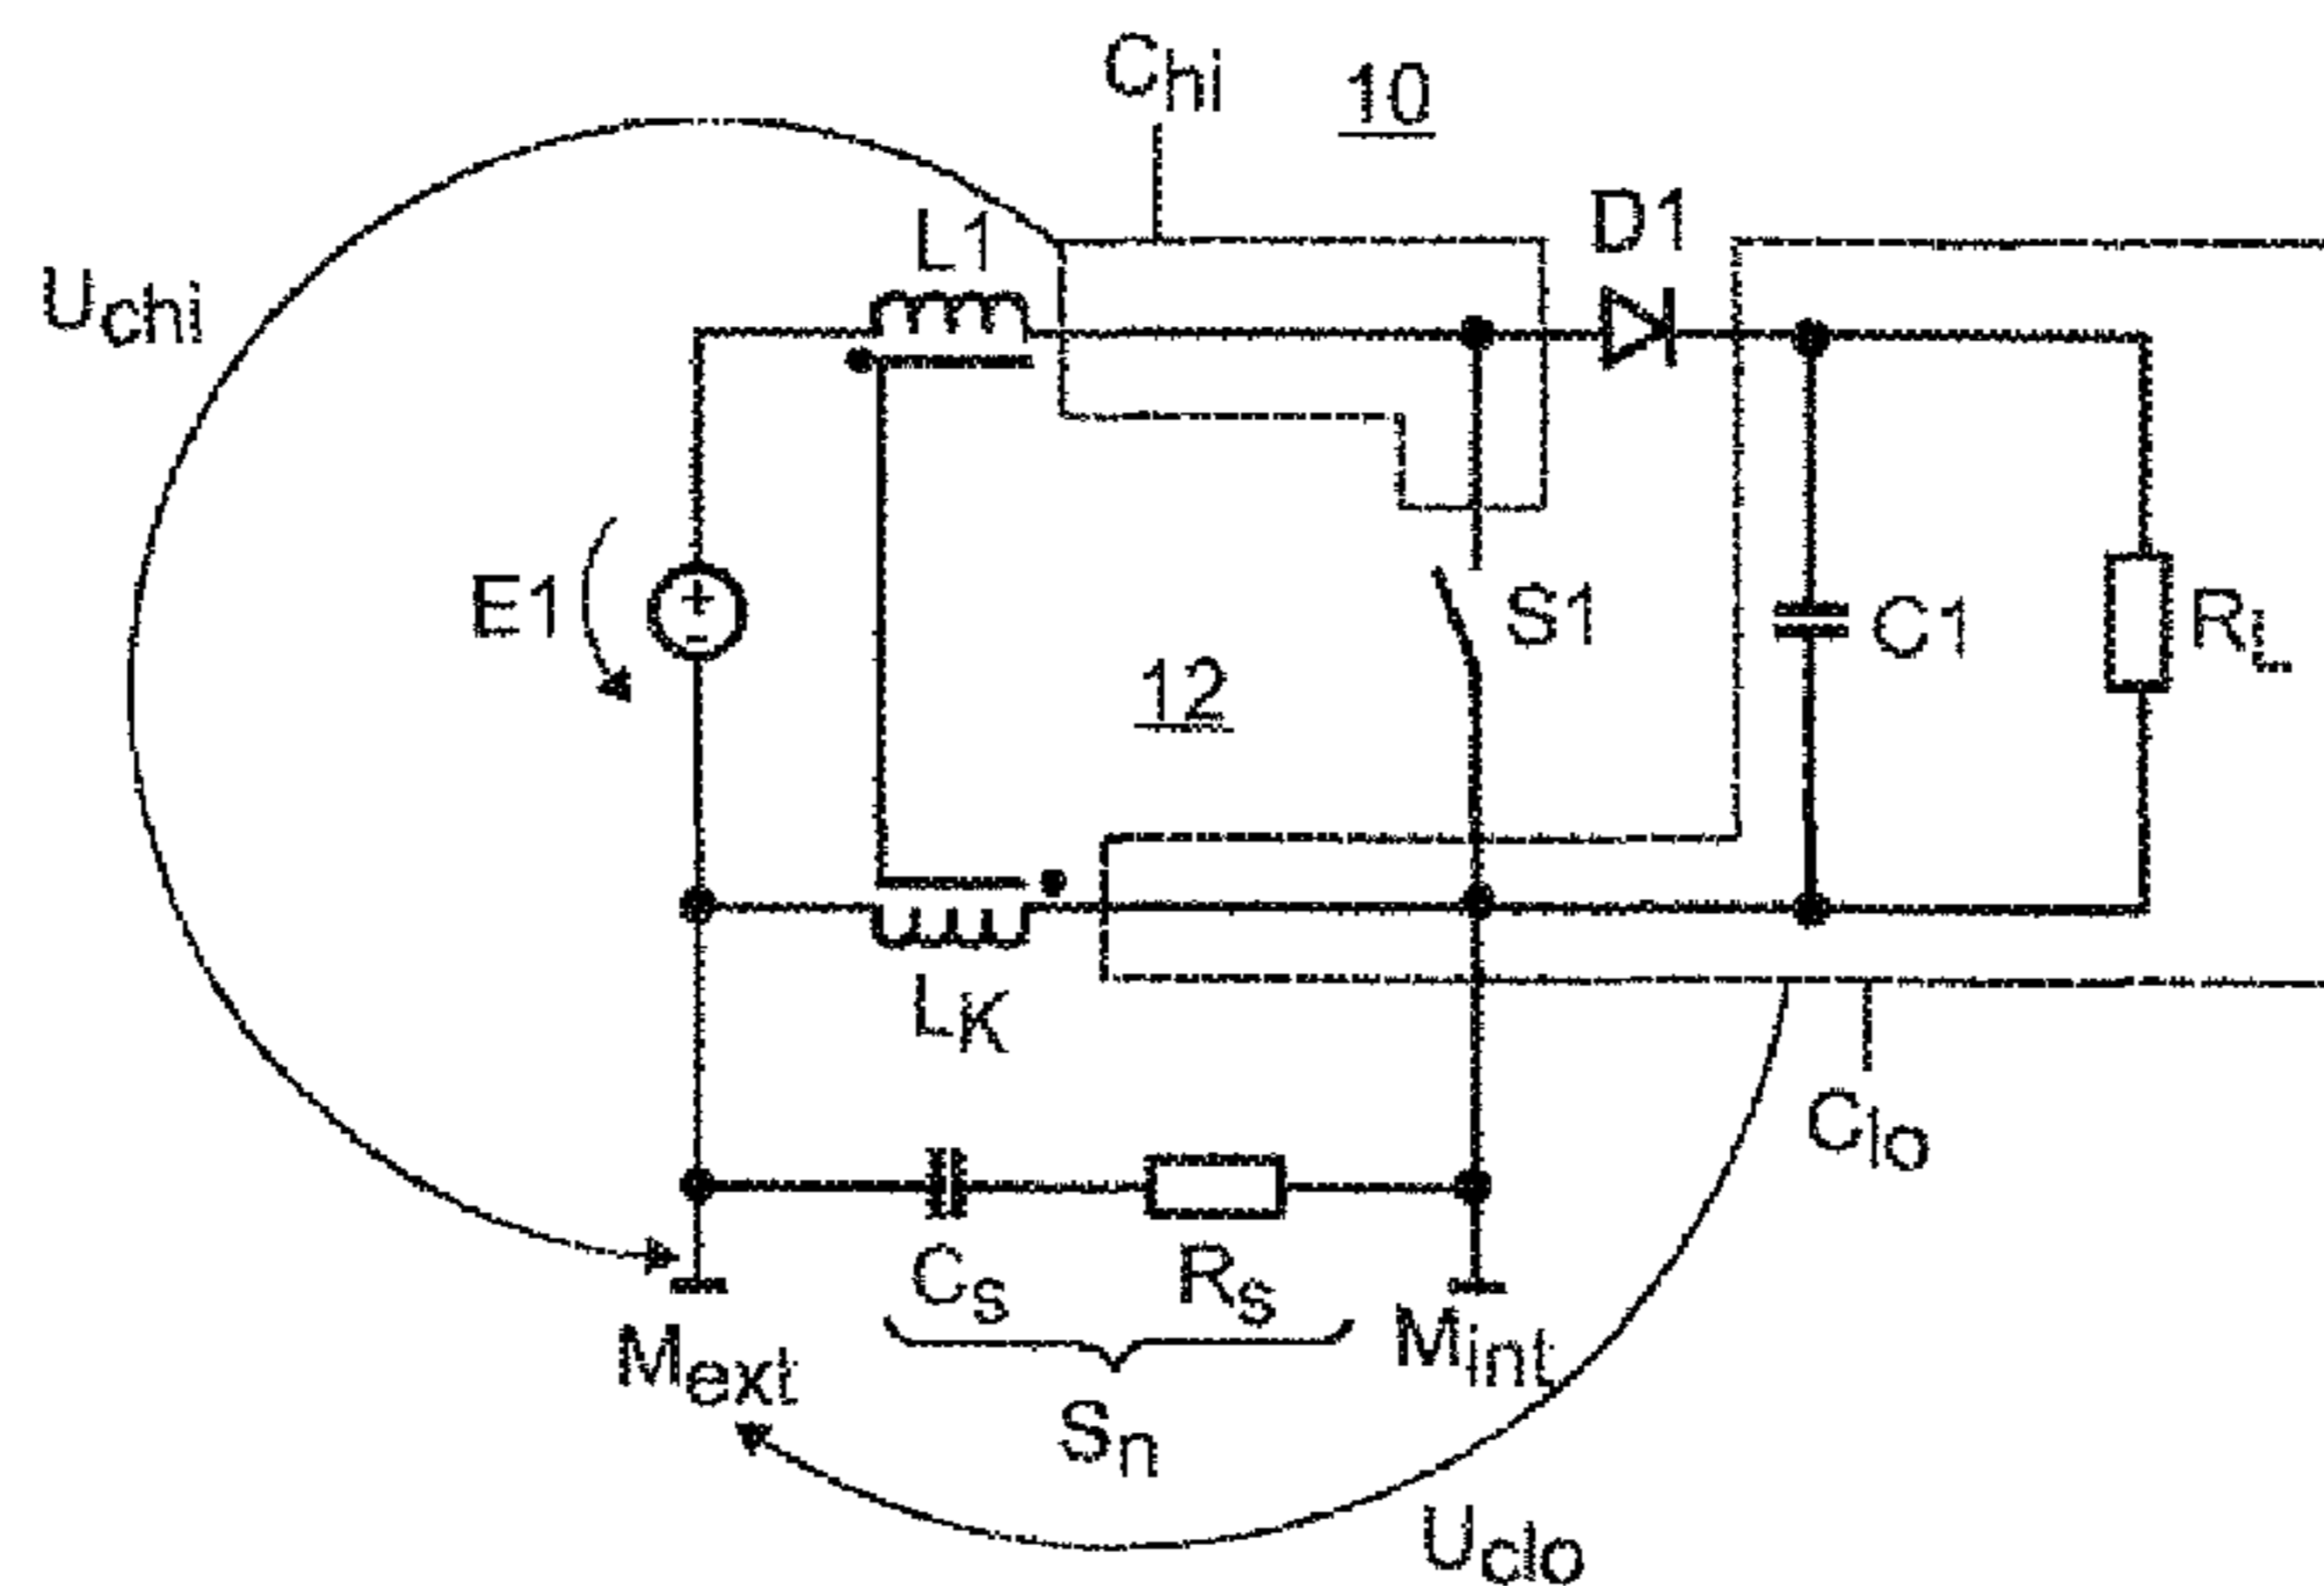 Chi
10
L1
D1
Uchi
E1
+
-
S1
C1
RL
12
LK
Clo
Cs
Rs
Mext
Mint
Sn
Uclo